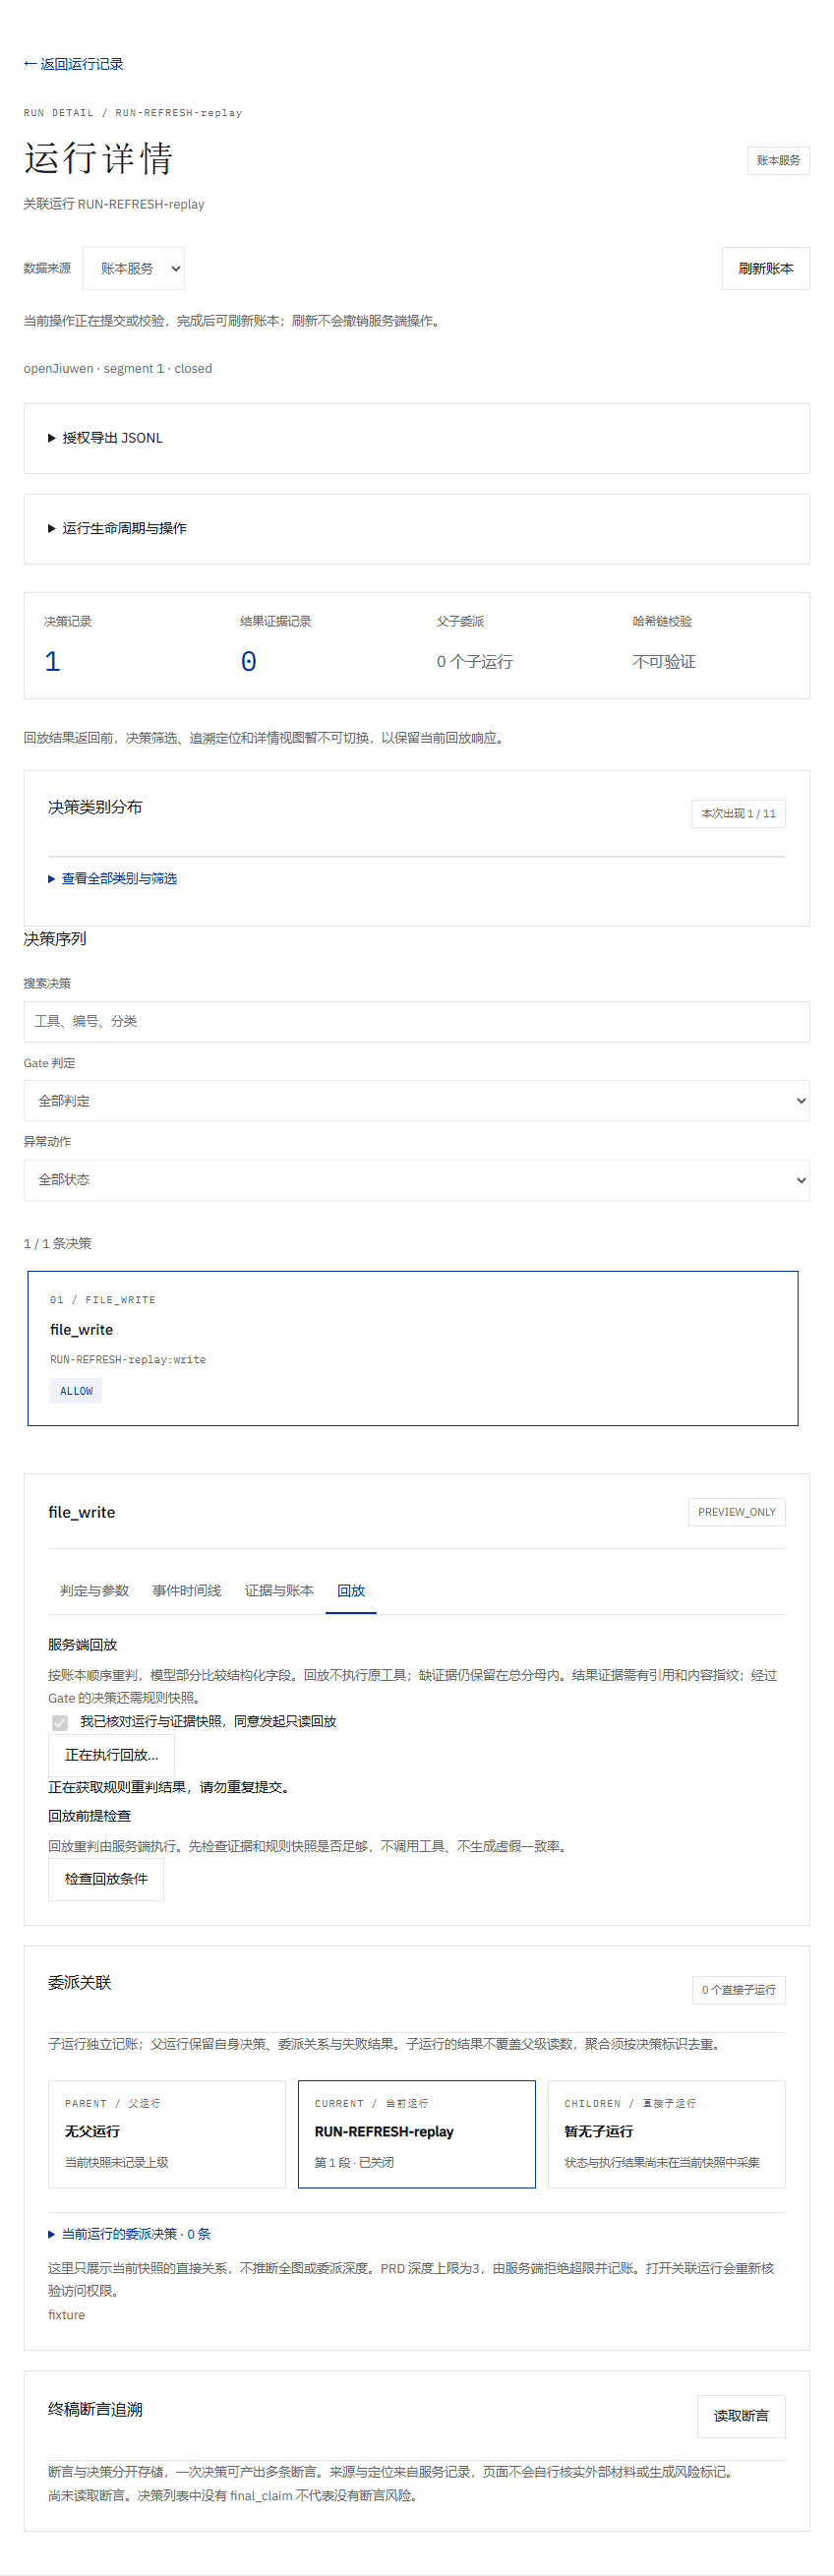 ← 返回运行记录
RUN DETAIL / RUN-REFRESH-replay
运行详情
账本服务
关联运行 RUN-REFRESH-replay
数据来源
账本服务
刷新账本
当前操作正在提交或校验，完成后可刷新账本；刷新不会撤销服务端操作。
openJiuwen · segment 1 · closed
▶ 授权导出 JSONL
▶ 运行生命周期与操作
决策记录
1
结果证据记录
0
父子委派
0 个子运行
哈希链校验
不可验证
回放结果返回前，决策筛选、追溯定位和详情视图暂不可切换，以保留当前回放响应。
决策类别分布
本次出现 1 / 11
▶ 查看全部类别与筛选
决策序列
搜索决策
工具、编号、分类
Gate 判定
全部判定
异常动作
全部状态
1 / 1 条决策
01 / FILE_WRITE
file_write
RUN-REFRESH-replay:write
ALLOW
file_write
PREVIEW_ONLY
判定与参数
事件时间线
证据与账本
回放
服务端回放
按账本顺序重判，模型部分比较结构化字段。回放不执行原工具；缺证据仍保留在总分母内。结果证据需有引用和内容指纹；经过
Gate 的决策还需规则快照。
我已核对运行与证据快照，同意发起只读回放
正在执行回放…
正在获取规则重判结果，请勿重复提交。
回放前提检查
回放重判由服务端执行。先检查证据和规则快照是否足够，不调用工具、不生成虚假一致率。
检查回放条件
委派关联
0 个直接子运行
子运行独立记账；父运行保留自身决策、委派关系与失败结果。子运行的结果不覆盖父级读数，聚合须按决策标识去重。
PARENT / 父运行
无父运行
当前快照未记录上级
CURRENT / 当前运行
RUN-REFRESH-replay
第 1 段 · 已关闭
CHILDREN / 直接子运行
暂无子运行
状态与执行结果尚未在当前快照中采集
▶ 当前运行的委派决策 · 0 条
这里只展示当前快照的直接关系，不推断全图或委派深度。PRD 深度上限为3，由服务端拒绝超限并记账。打开关联运行会重新核
验访问权限。
fixture
终稿断言追溯
读取断言
断言与决策分开存储，一次决策可产出多条断言。来源与定位来自服务记录，页面不会自行核实外部材料或生成风险标记。
尚未读取断言。决策列表中没有 final_claim 不代表没有断言风险。